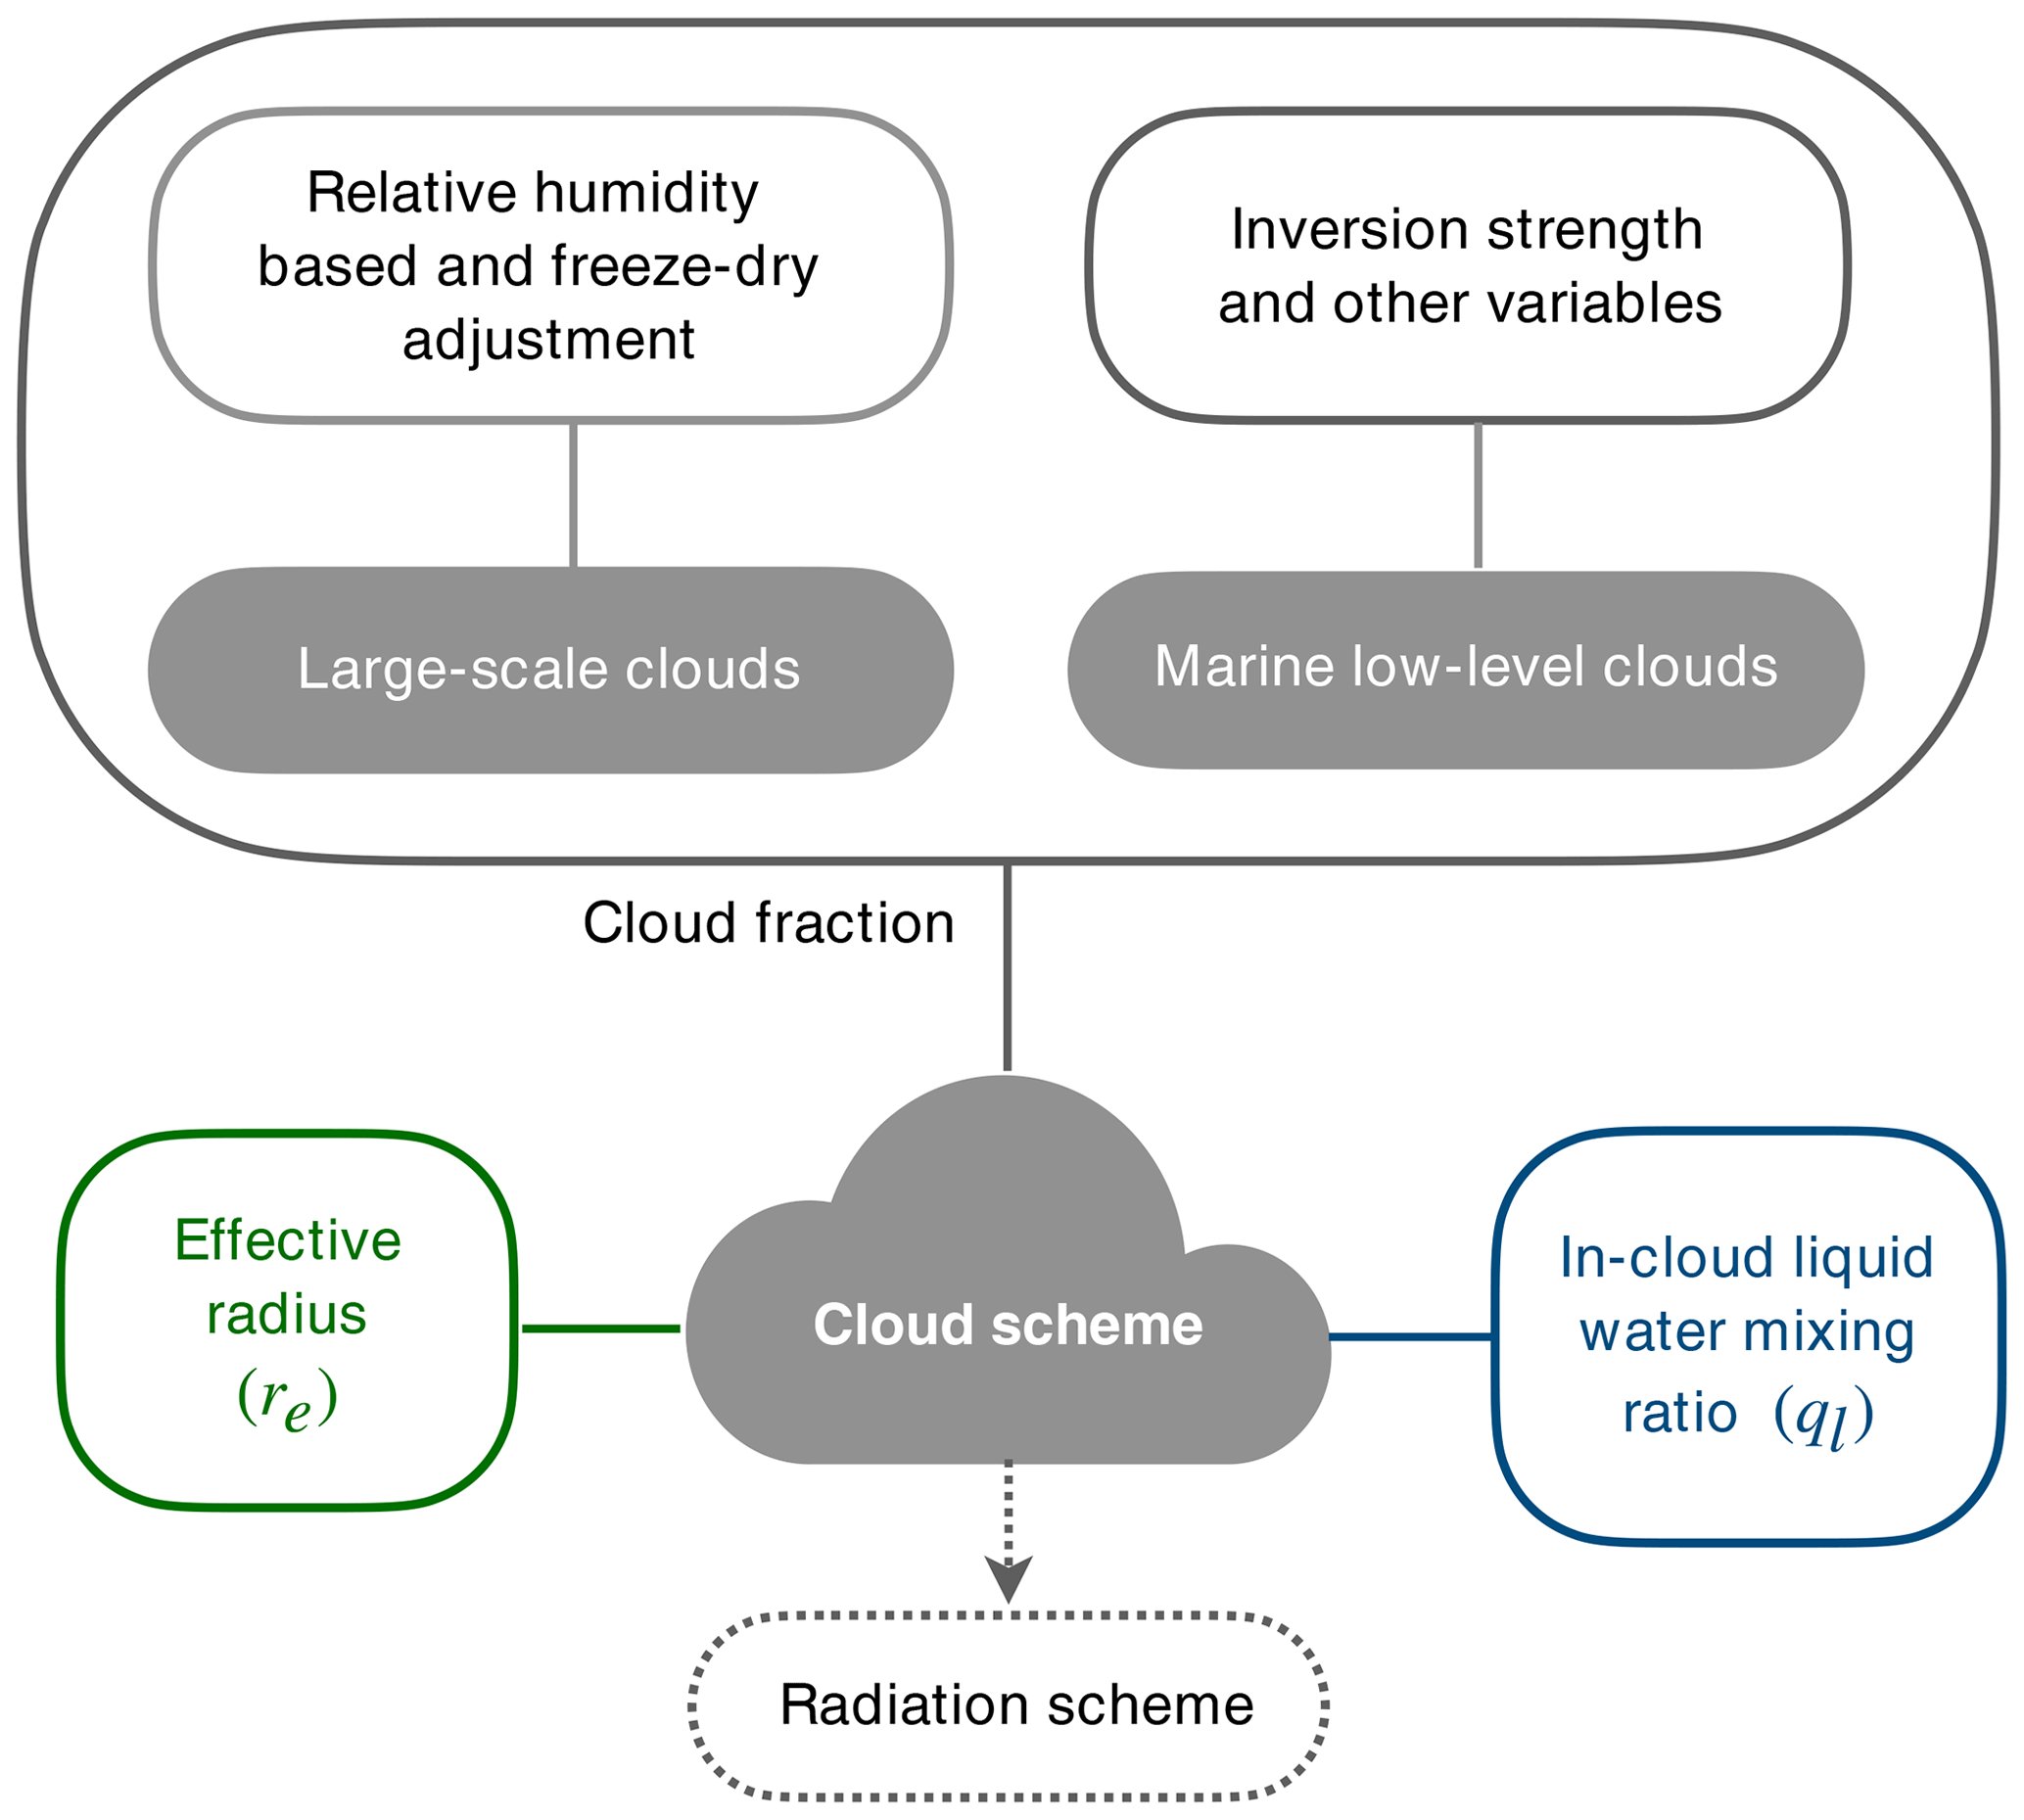 Relative humidity
based and freeze-dry
adjustment
Inversion strength
and other variables
Large-scale clouds
Marine low-level clouds
Cloud fraction
Effective
radius
(r_e)
Cloud scheme
In-cloud liquid
water mixing
ratio (q_l)
Radiation scheme